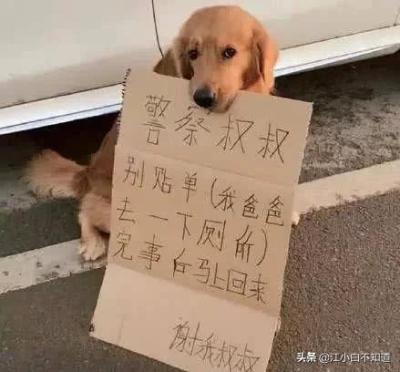 警察叔叔
别贴单(我爸爸
去一下厕所)
完事后马上回来
谢谢叔叔
头条 @江小白不知道